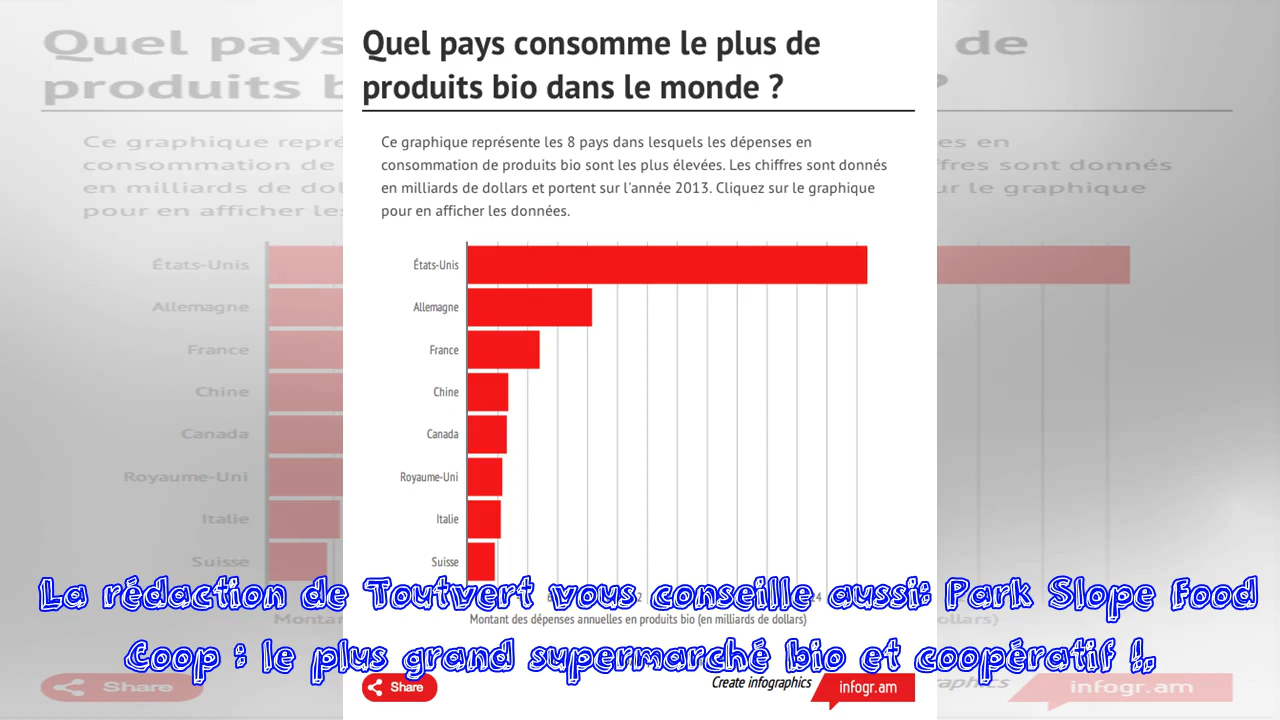 Quel pays consomme le plus de
produits bio dans le monde ?
Ce graphique représente les 8 pays dans lesquels les dépenses en
consommation de produits bio sont les plus élevées. Les chiffres sont donnés
en milliards de dollars et portent sur l'année 2013. Cliquez sur le graphique
pour en afficher les données.
États-Unis
Allemagne
France
Chine
Canada
Royaume-Uni
Italie
Suisse
La rédaction de Toutvert vous conseille aussi: Park Slope Food
Montant des dépenses annuelles en produits bio (en milliards de dollars)
Coop : le plus grand supermarché bio et coopératif !.
Share
Create infographics
infogr.am